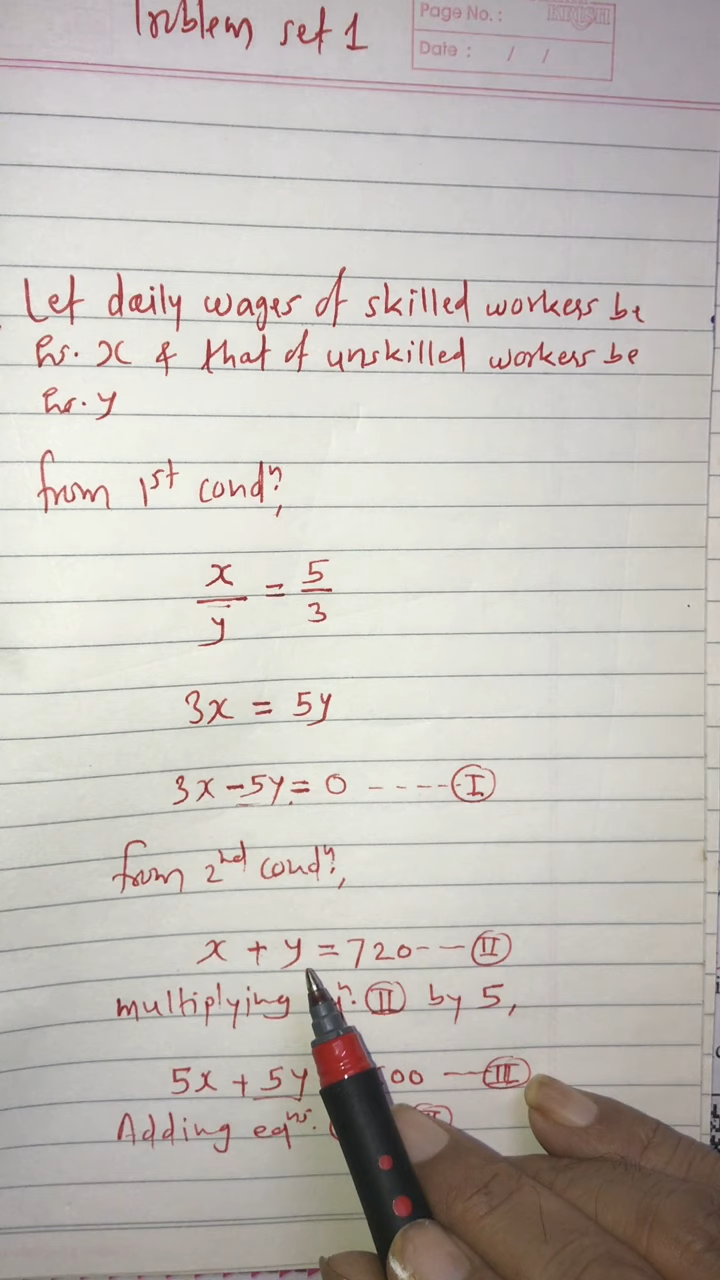 Problem set 1
Page No. :
KRISH
Date : / /
Let daily wages of skilled workers be
Rs. x & that of unskilled workers be
Rs. y
from 1st condⁿ,
x/y = 5/3
3x = 5y
3x - 5y = 0 ---- I
from 2nd condⁿ,
x + y = 720 --- II
multiplying II by 5,
5x + 5y 00 — III
Adding eqⁿˢ.